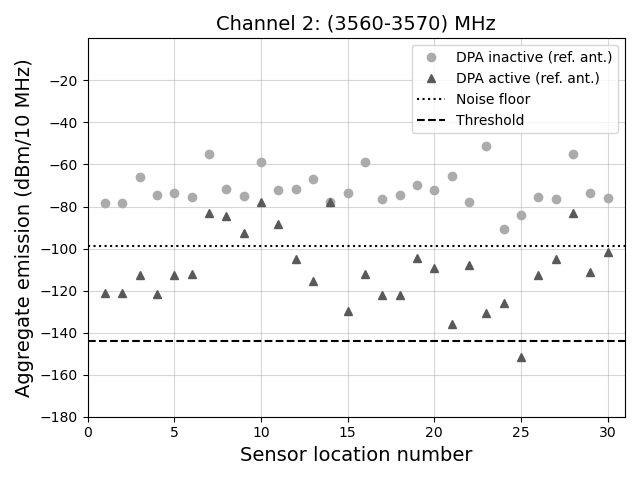 Channel 2: (3560-3570) MHz
DPA inactive (ref. ant.)
DPA active (ref. ant.)
Noise floor
Threshold
Aggregate emission (dBm/10 MHz)
−20
−40
−60
−80
−100
−120
−140
−160
−180
0 5 10 15 20 25 30
Sensor location number